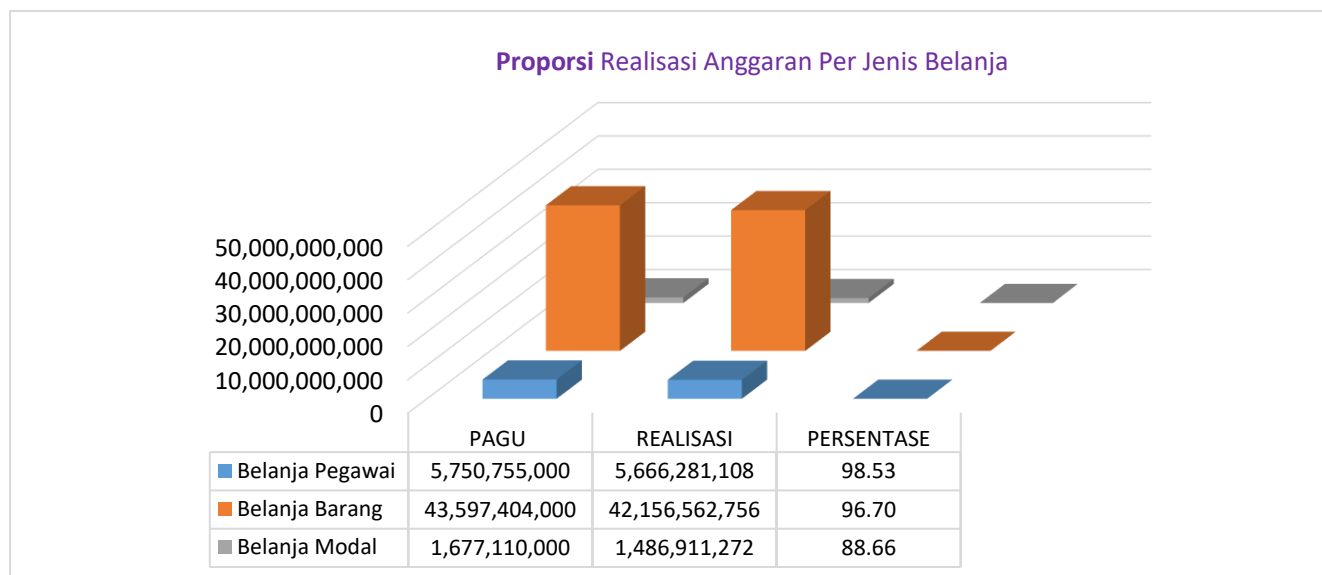 Proporsi Realisasi Anggaran Per Jenis Belanja
50,000,000,000
40,000,000,000
30,000,000,000
20,000,000,000
10,000,000,000
0
PAGU REALISASI PERSENTASE
Belanja Pegawai 5,750,755,000 5,666,281,108 98.53
Belanja Barang 43,597,404,000 42,156,562,756 96.70
Belanja Modal 1,677,110,000 1,486,911,272 88.66